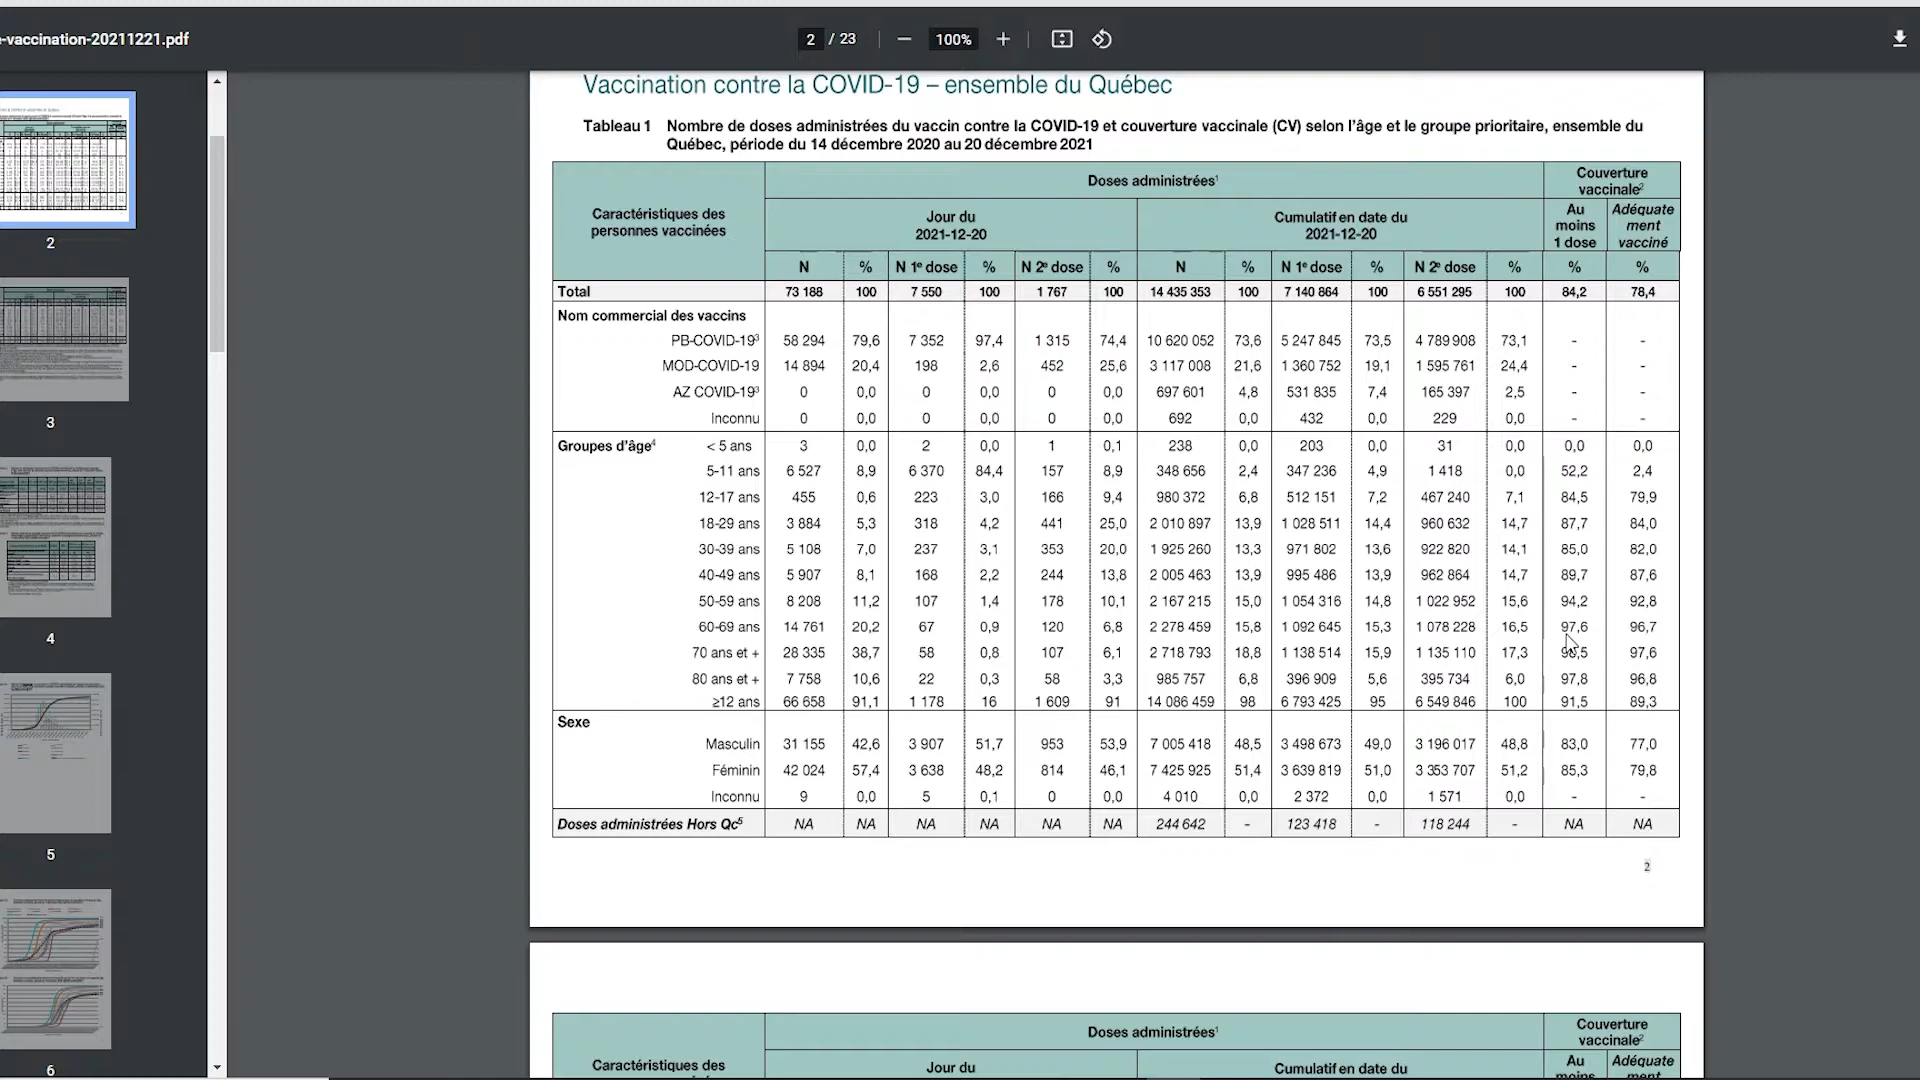 -vaccination-20211221.pdf
2 / 23 — 100% +
2
3
4
5
6
Vaccination contre la COVID-19 – ensemble du Québec
Tableau 1 Nombre de doses administrées du vaccin contre la COVID-19 et couverture vaccinale (CV) selon l'âge et le groupe prioritaire, ensemble du
Québec, période du 14 décembre 2020 au 20 décembre 2021
Caractéristiques des
personnes vaccinées
Doses administrées¹
Couverture
vaccinale²
Jour du
2021-12-20
Cumulatif en date du
2021-12-20
Au
moins
1 dose
Adéquate
ment
vacciné
N % N 1ᵉ dose % N 2ᵉ dose % N % N 1ᵉ dose % N 2ᵉ dose % % %
Total 73 188 100 7 550 100 1 767 100 14 435 353 100 7 140 864 100 6 551 295 100 84,2 78,4
Nom commercial des vaccins
PB-COVID-19³ 58 294 79,6 7 352 97,4 1 315 74,4 10 620 052 73,6 5 247 845 73,5 4 789 908 73,1 - -
MOD-COVID-19 14 894 20,4 198 2,6 452 25,6 3 117 008 21,6 1 360 752 19,1 1 595 761 24,4 - -
AZ COVID-19³ 0 0,0 0 0,0 0 0,0 697 601 4,8 531 835 7,4 165 397 2,5 - -
Inconnu 0 0,0 0 0,0 0 0,0 692 0,0 432 0,0 229 0,0 - -
Groupes d'âge⁴ < 5 ans 3 0,0 2 0,0 1 0,1 238 0,0 203 0,0 31 0,0 0,0 0,0
5-11 ans 6 527 8,9 6 370 84,4 157 8,9 348 656 2,4 347 236 4,9 1 418 0,0 52,2 2,4
12-17 ans 455 0,6 223 3,0 166 9,4 980 372 6,8 512 151 7,2 467 240 7,1 84,5 79,9
18-29 ans 3 884 5,3 318 4,2 441 25,0 2 010 897 13,9 1 028 511 14,4 960 632 14,7 87,7 84,0
30-39 ans 5 108 7,0 237 3,1 353 20,0 1 925 260 13,3 971 802 13,6 922 820 14,1 85,0 82,0
40-49 ans 5 907 8,1 168 2,2 244 13,8 2 005 463 13,9 995 486 13,9 962 864 14,7 89,7 87,6
50-59 ans 8 208 11,2 107 1,4 178 10,1 2 167 215 15,0 1 054 316 14,8 1 022 952 15,6 94,2 92,8
60-69 ans 14 761 20,2 67 0,9 120 6,8 2 278 459 15,8 1 092 645 15,3 1 078 228 16,5 97,6 96,7
70 ans et + 28 335 38,7 58 0,8 107 6,1 2 718 793 18,8 1 138 514 15,9 1 135 110 17,3 97,6
80 ans et + 7 758 10,6 22 0,3 58 3,3 985 757 6,8 396 909 5,6 395 734 6,0 97,8 96,8
≥12 ans 66 658 91,1 1 178 16 1 609 91 14 086 459 98 6 793 425 95 6 549 846 100 91,5 89,3
Sexe
Masculin 31 155 42,6 3 907 51,7 953 53,9 7 005 418 48,5 3 498 673 49,0 3 196 017 48,8 83,0 77,0
Féminin 42 024 57,4 3 638 48,2 814 46,1 7 425 925 51,4 3 639 819 51,0 3 353 707 51,2 85,3 79,8
Inconnu 9 0,0 5 0,1 0 0,0 4 010 0,0 2 372 0,0 1 571 0,0 - -
Doses administrées Hors Qc⁵ NA NA NA NA NA NA 244 642 - 123 418 - 118 244 - NA NA
2
Doses administrées¹
Couverture
vaccinale²
Caractéristiques des
Jour du
Cumulatif en date du
Au
moins
Adéquate
ment